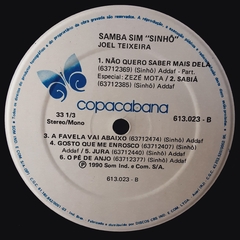 SAMBA SIM "SINHÔ"
JOEL TEIXEIRA
1. NÃO QUERO SABER MAIS DELA
(63712369) (Sinhô) Addaf - Part.
Especial: ZEZÉ MOTA / 2. SABIÁ
(63712385) (Sinhô) Addaf
copacabana
33 1/3
Stereo/Mono
613.023 - B
3. A FAVELA VAI ABAIXO (63712474) (Sinhô) Addaf
4. GOSTO QUE ME ENROSCO (63712407) (Sinhô)
Addaf / 5. JURA (63712440) (Sinhô) Addaf
6. O PÉ DE ANJO (63712377) (Sinhô) Addaf
℗ 1990 Som Ind. e Com. S/A.
613.023 - B